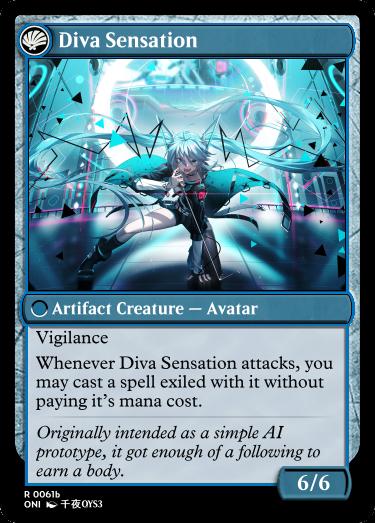 Diva Sensation
Artifact Creature — Avatar
Vigilance
Whenever Diva Sensation attacks, you
may cast a spell exiled with it without
paying it's mana cost.
Originally intended as a simple AI
prototype, it got enough of a following to
earn a body.
6/6
R 0061b
ONI 千夜QYS3